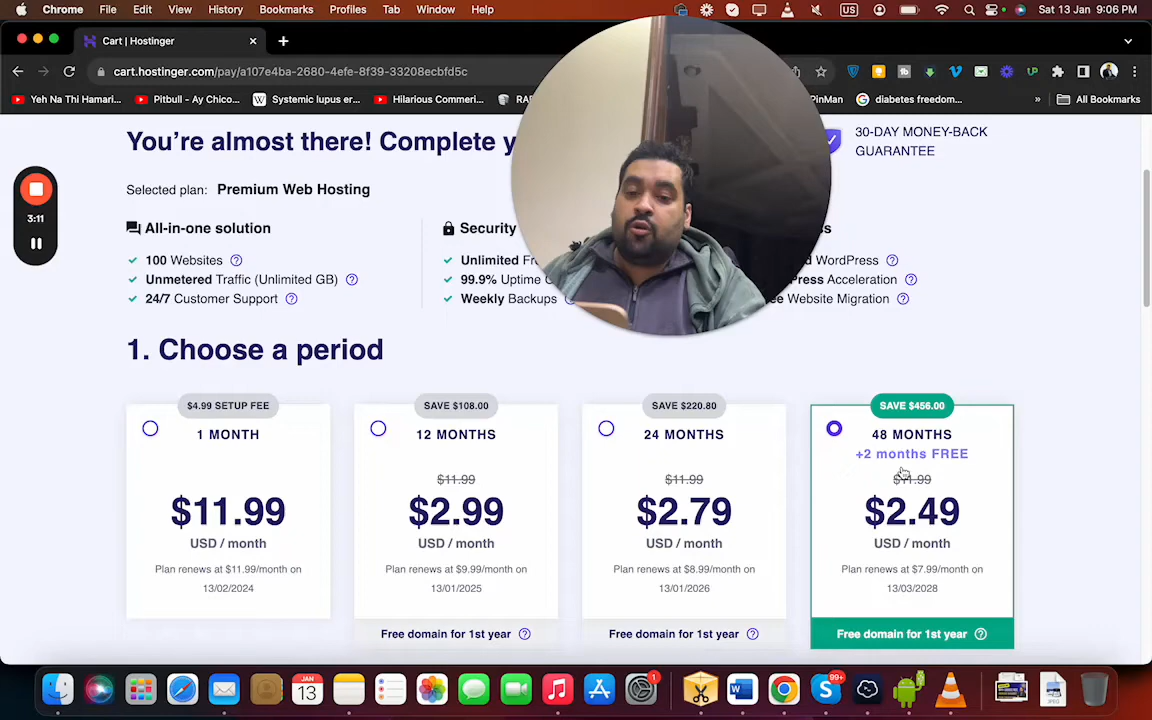 Chrome File Edit View History Bookmarks Profiles Tab Window Help
US Sat 13 Jan 9:06 PM
Cart | Hostinger
cart.hostinger.com/pay/a107e4ba-2680-4efe-8f39-33208ecbfd5c
UP
Yeh Na Thi Hamari... Pitbull - Ay Chico... Systemic lupus er... Hilarious Commeri... PinMan diabetes freedom... » All Bookmarks
You're almost there! Complete
30-DAY MONEY-BACK
GUARANTEE
Selected plan: Premium Web Hosting
3:11
All-in-one solution Security
100 Websites Unlimited WordPress
Unmetered Traffic (Unlimited GB) 99.9% Uptime Acceleration
24/7 Customer Support Weekly Backups Website Migration
1. Choose a period
$4.99 SETUP FEE SAVE $108.00 SAVE $220.80 SAVE $456.00
1 MONTH 12 MONTHS 24 MONTHS 48 MONTHS
+2 months FREE
$11.99 $11.99 $11.99
$11.99 $2.99 $2.79 $2.49
USD / month USD / month USD / month USD / month
Plan renews at $11.99/month on Plan renews at $9.99/month on Plan renews at $8.99/month on Plan renews at $7.99/month on
13/02/2024 13/01/2025 13/01/2026 13/03/2028
Free domain for 1st year Free domain for 1st year Free domain for 1st year
JAN
13
1
99+
JPEG